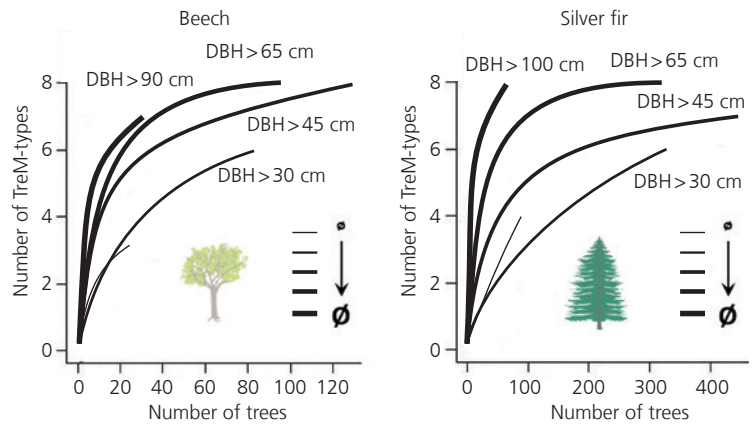 Beech
Number of TreM-types
8
6
4
2
0
DBH>90 cm
DBH>65 cm
DBH>45 cm
DBH>30 cm
ø
Ø
0 20 40 60 80 100 120
Number of trees
Silver fir
Number of TreM-types
8
6
4
2
0
DBH>100 cm
DBH>65 cm
DBH>45 cm
DBH>30 cm
ø
Ø
0 100 200 300 400
Number of trees